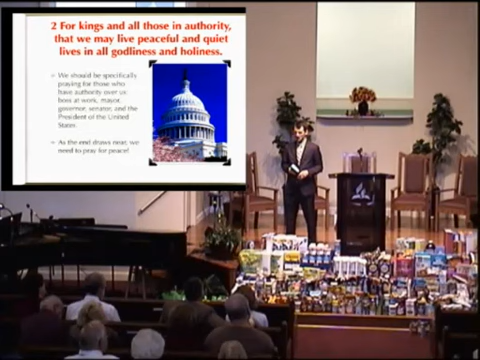 2 For kings and all those in authority,
that we may live peaceful and quiet
lives in all godliness and holiness.
We should be specifically
praying for those who
have authority over us:
boss at work, mayor,
governor, senator, and the
President of the United
States.
As the end draws near, we
need to pray for peace!